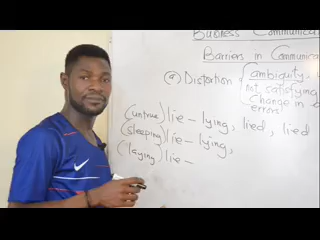 Business Communica
Barriers in Communica
(a) Distortion { ambiguity,
not satisfying
Change in
errors!
(untrue) lie - lying, lied, lied
(sleeping) lie - lying,
(laying) lie -